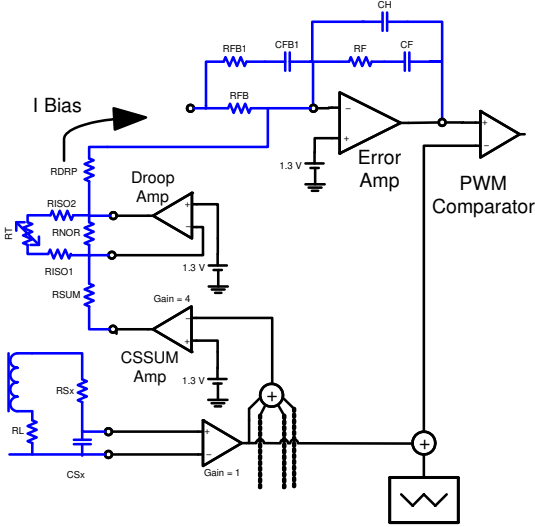 CH
RFB1
CFB1
RF
CF
RFB
I Bias
−
+
Error
Amp
1.3 V
+
−
PWM
Comparator
RDRP
Droop
Amp
RISO2
RNOR
RT
RISO1
+
−
1.3 V
RSUM
Gain = 4
−
+
CSSUM
Amp
1.3 V
RSx
RL
CSx
+
−
Gain = 1
+
+